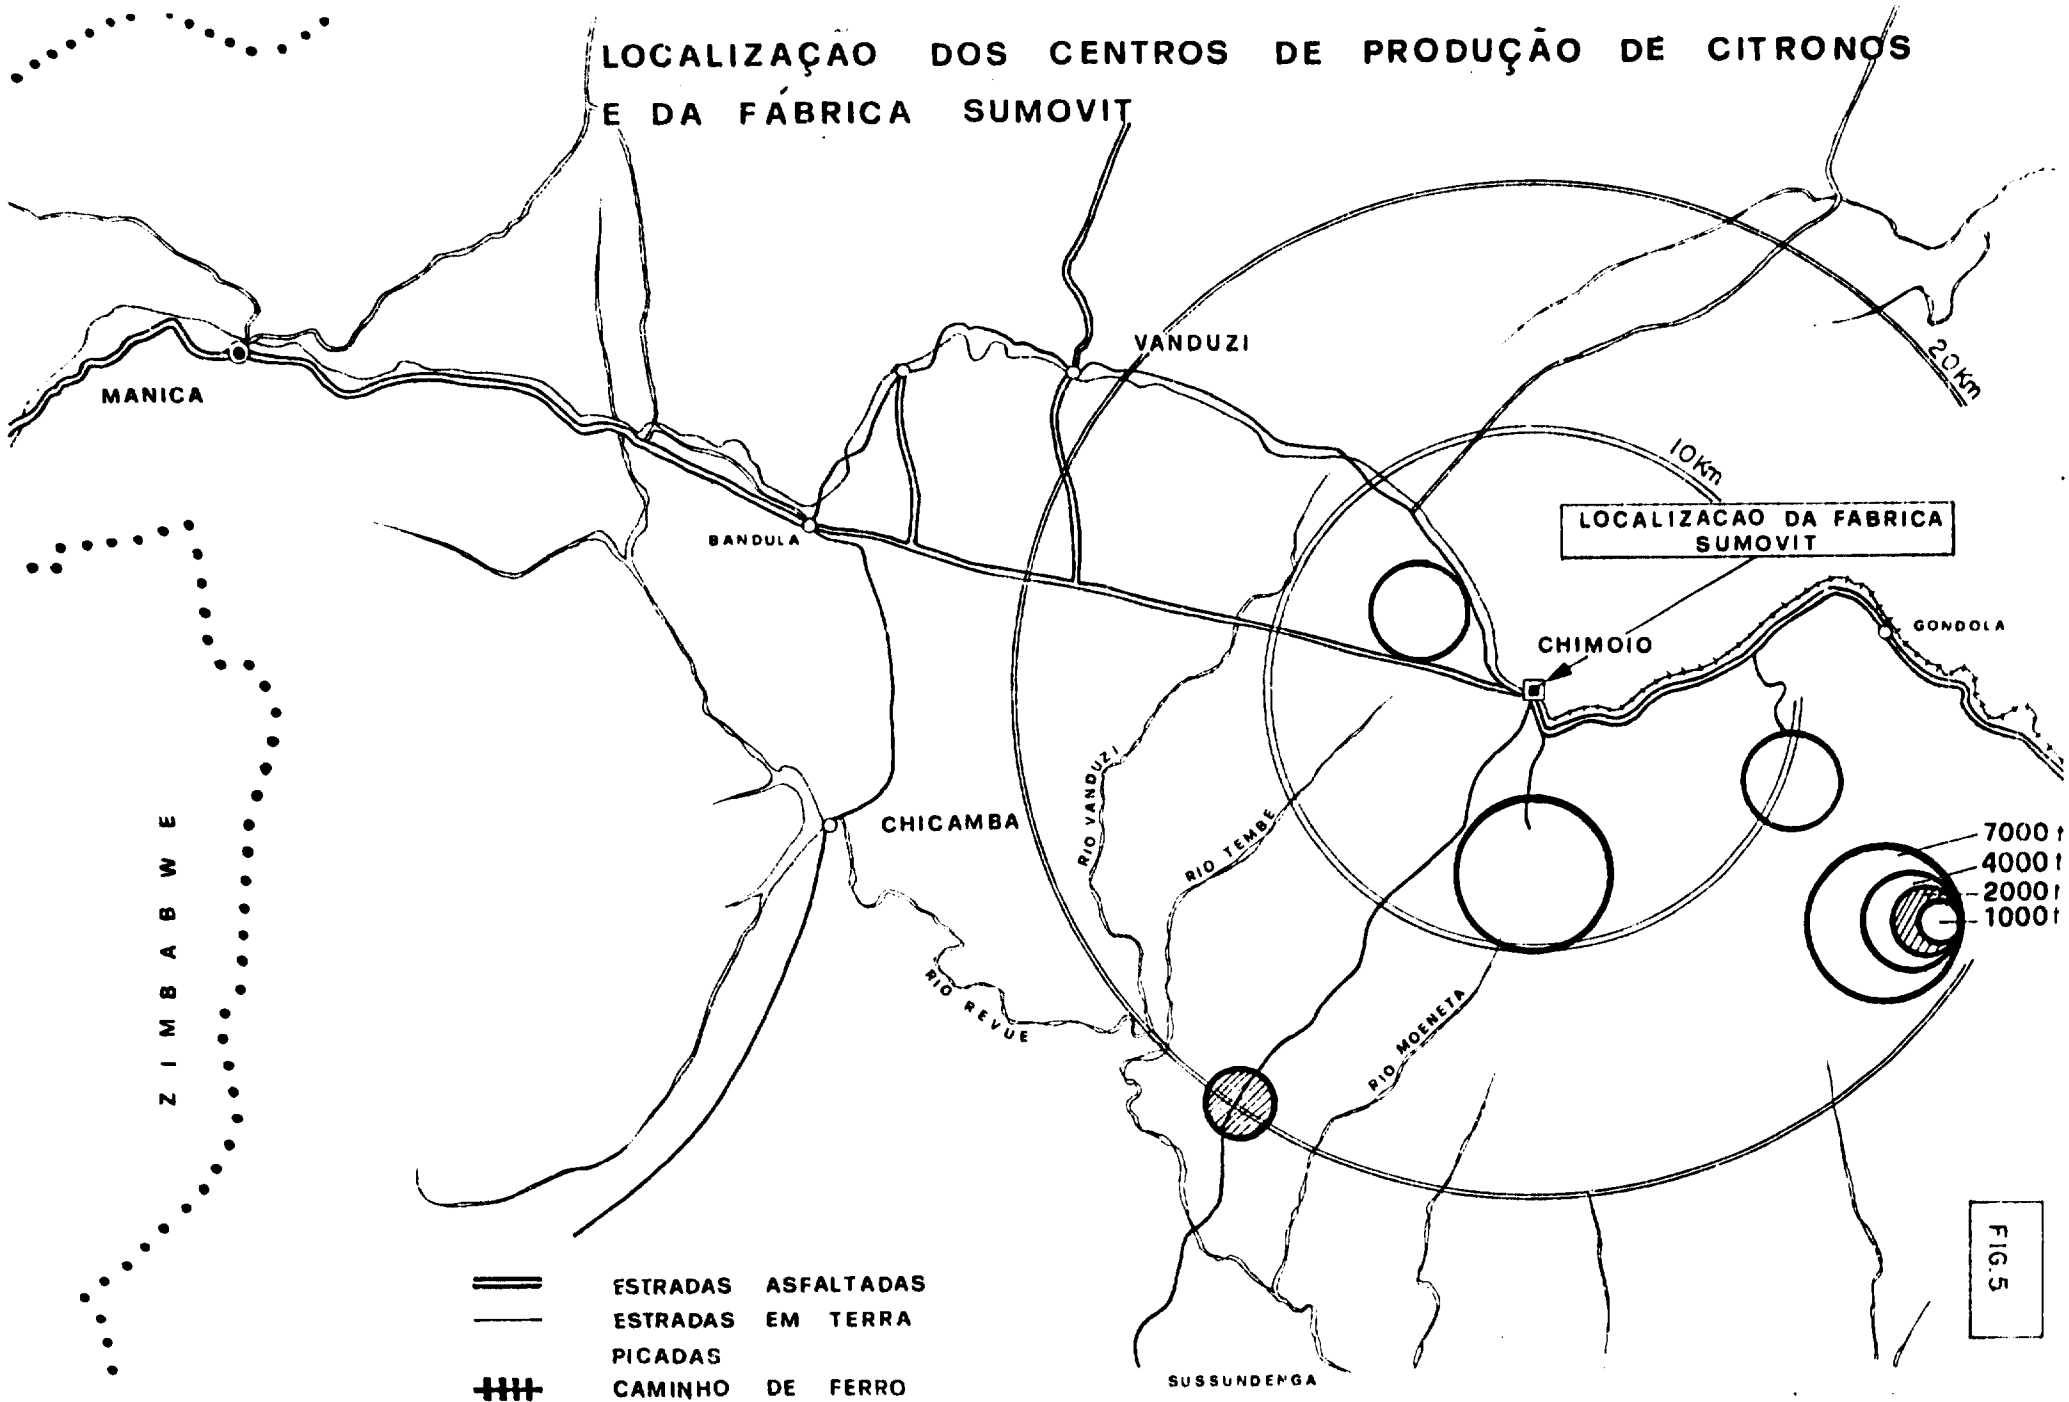 LOCALIZAÇÃO DOS CENTROS DE PRODUÇÃO DE CITRONOS
E DA FÁBRICA SUMOVIT
VANDUZI
20Km
MANICA
10Km
LOCALIZACAO DA FABRICA
SUMOVIT
BANDULA
GONDOLA
CHIMOIO
RIO VANDUZI
CHICAMBA
RIO TEMBE
7000 t
4000 t
2000 t
1000 t
ZIMBABWE
RIO REVUE
RIO MOENETA
FIG.5
ESTRADAS ASFALTADAS
ESTRADAS EM TERRA
PICADAS
CAMINHO DE FERRO
SUSSUNDENGA